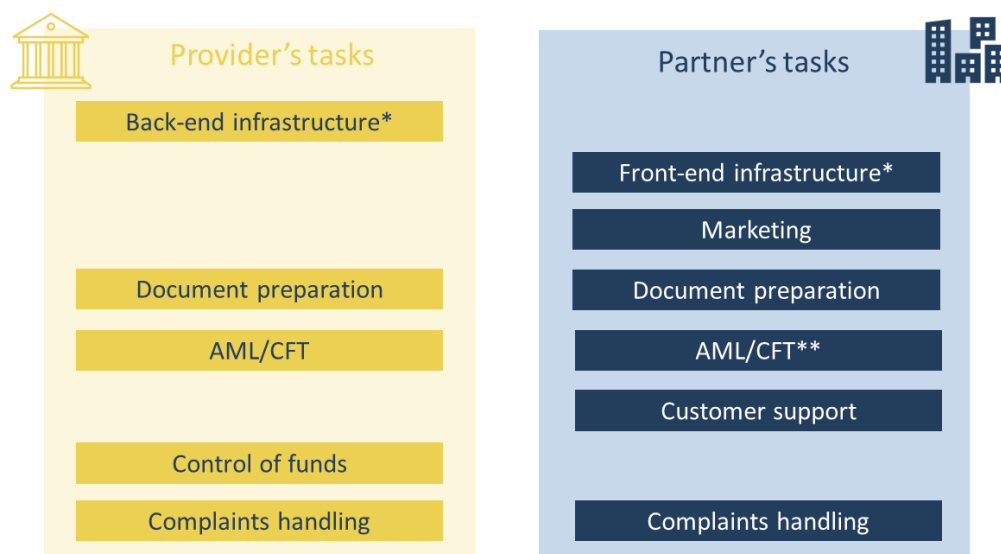 Provider's tasks
Back-end infrastructure*
Document preparation
AML/CFT
Control of funds
Complaints handling
Partner's tasks
Front-end infrastructure*
Marketing
Document preparation
AML/CFT**
Customer support
Complaints handling